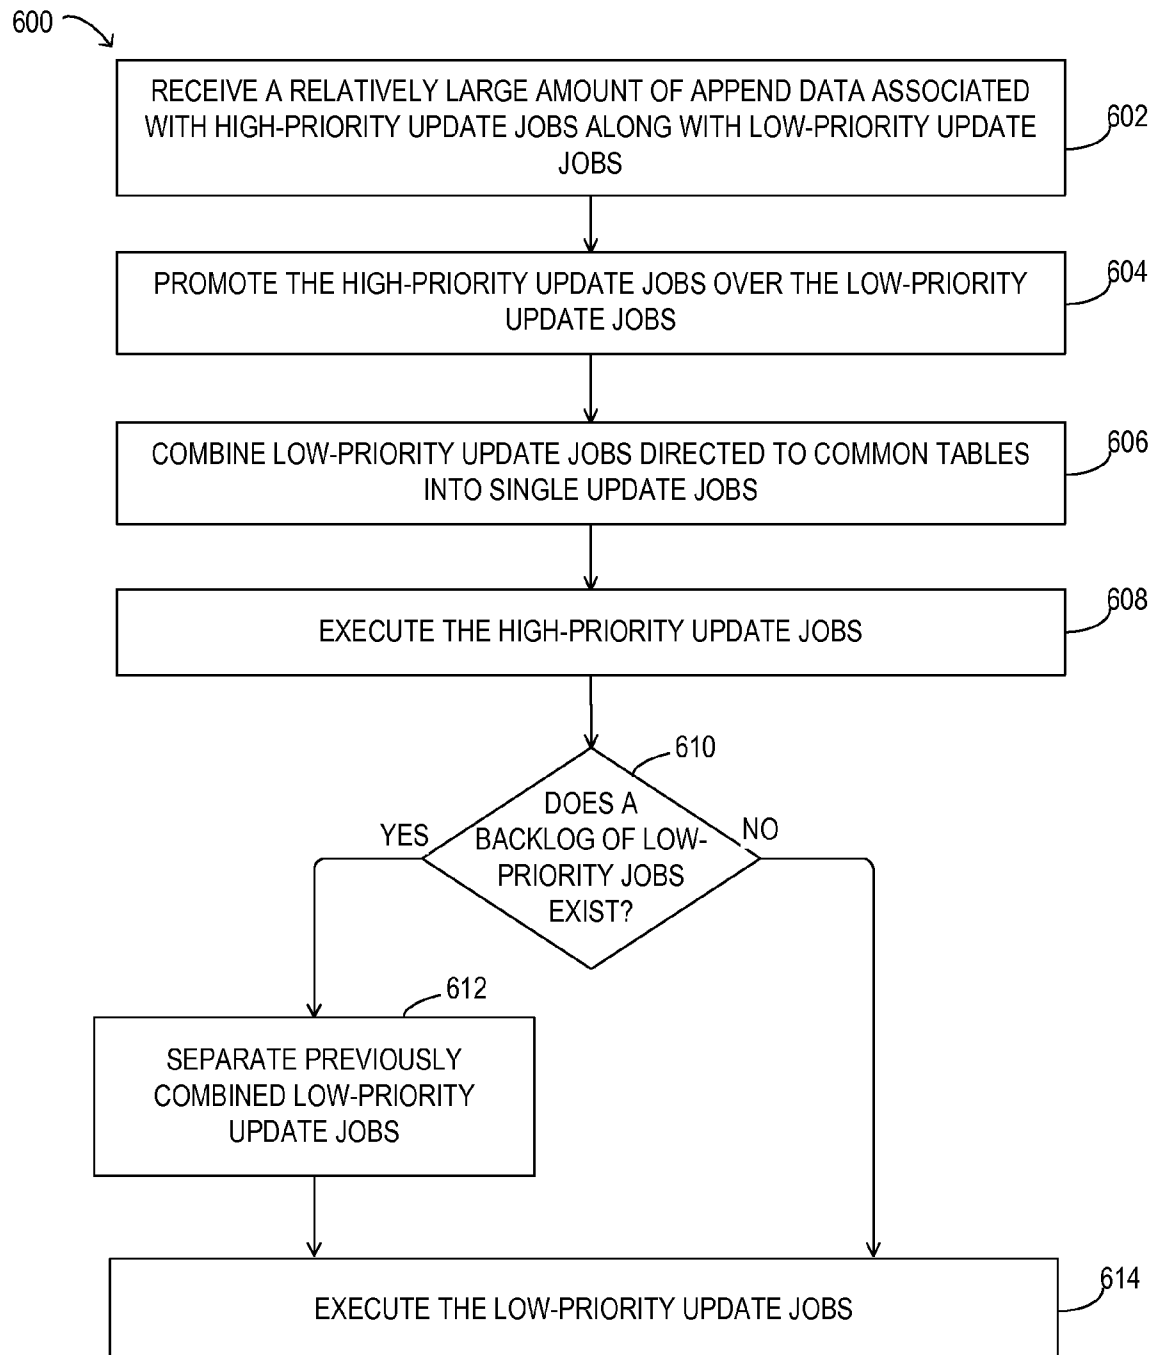 600
RECEIVE A RELATIVELY LARGE AMOUNT OF APPEND DATA ASSOCIATED
WITH HIGH-PRIORITY UPDATE JOBS ALONG WITH LOW-PRIORITY UPDATE
JOBS
602
PROMOTE THE HIGH-PRIORITY UPDATE JOBS OVER THE LOW-PRIORITY
UPDATE JOBS
604
COMBINE LOW-PRIORITY UPDATE JOBS DIRECTED TO COMMON TABLES
INTO SINGLE UPDATE JOBS
606
EXECUTE THE HIGH-PRIORITY UPDATE JOBS
608
610
DOES A
BACKLOG OF LOW-
PRIORITY JOBS
EXIST?
YES
NO
612
SEPARATE PREVIOUSLY
COMBINED LOW-PRIORITY
UPDATE JOBS
EXECUTE THE LOW-PRIORITY UPDATE JOBS
614